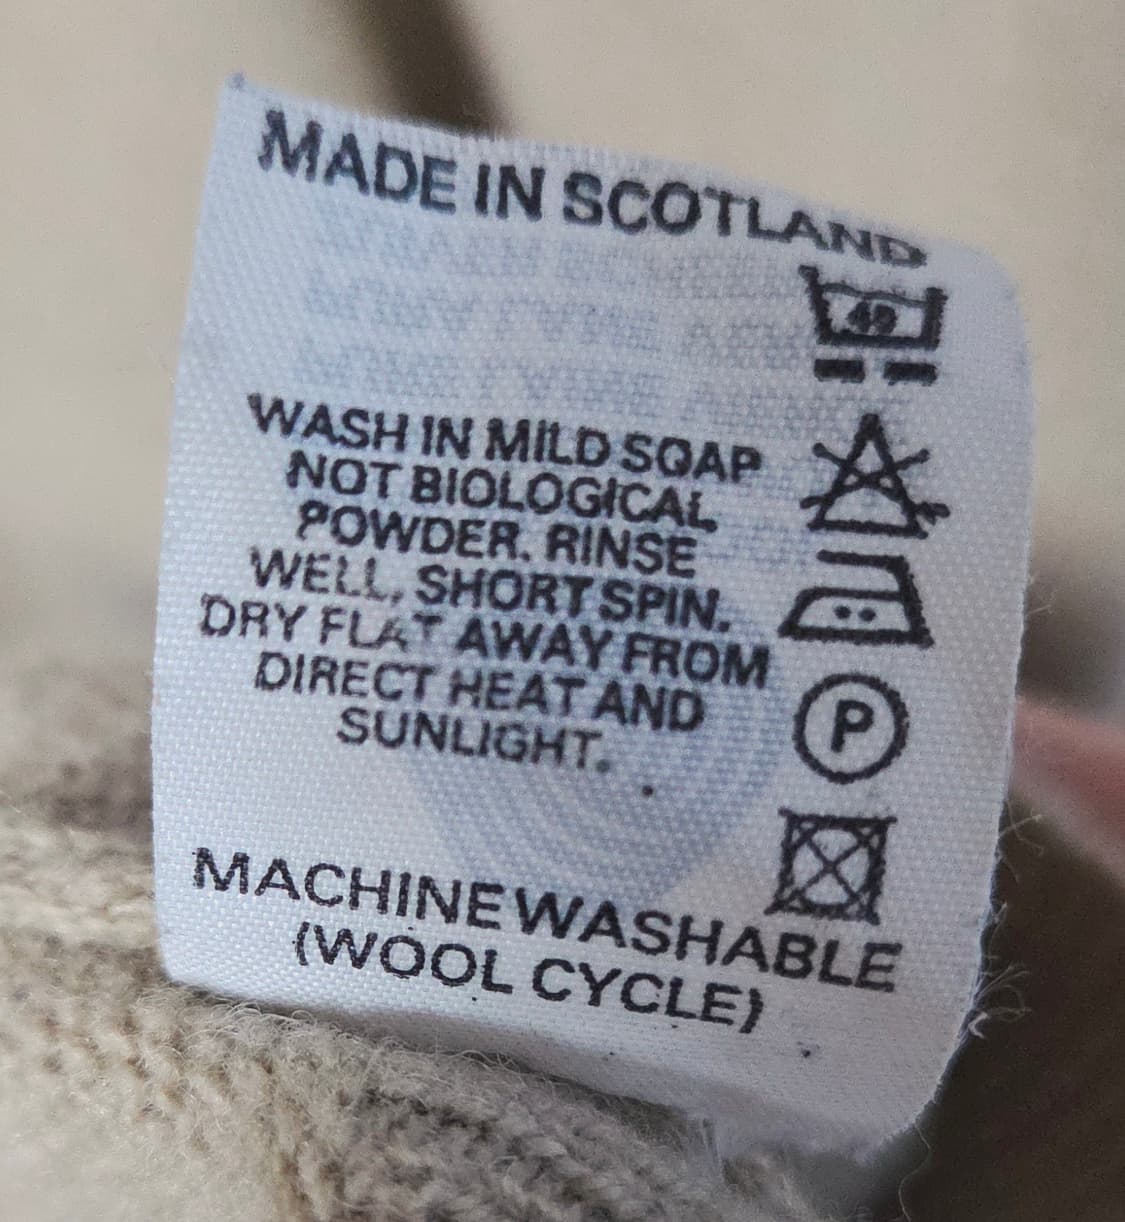 MADE IN SCOTLAND
40
WASH IN MILD SOAP
NOT BIOLOGICAL
POWDER. RINSE
WELL, SHORT SPIN.
DRY FLAT AWAY FROM
DIRECT HEAT AND
SUNLIGHT.
P
MACHINE WASHABLE
(WOOL CYCLE)